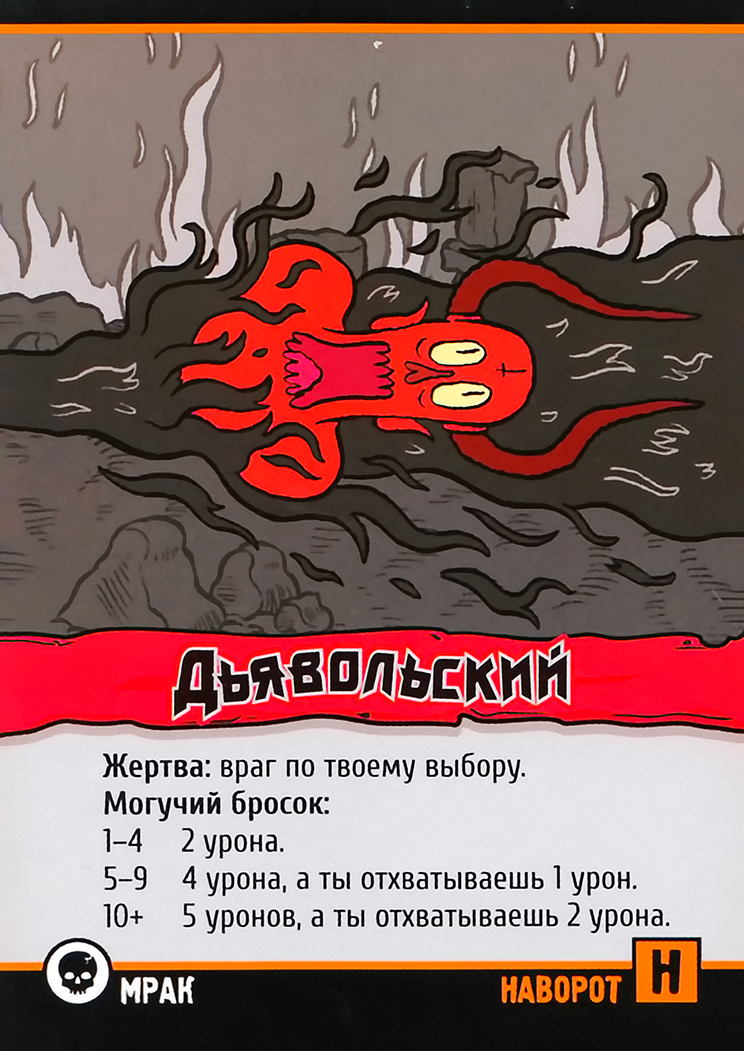 Дьявольский
Жертва: враг по твоему выбору.
Могучий бросок:
1–4 2 урона.
5–9 4 урона, а ты отхватываешь 1 урон.
10+ 5 уронов, а ты отхватываешь 2 урона.
МРАК
НАВОРОТ Н